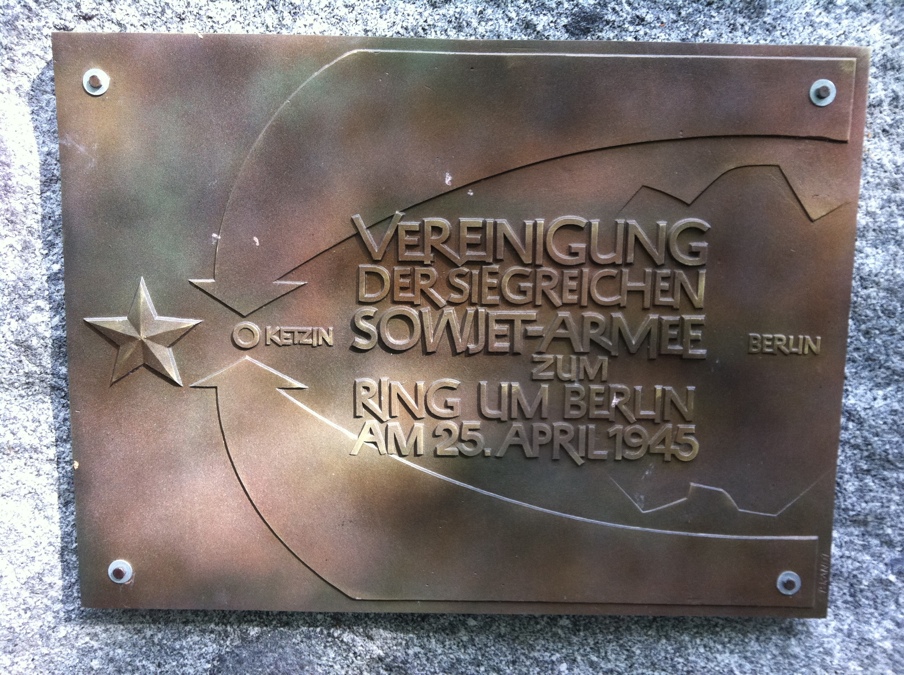 VEREINIGUNG
DER SIEGREICHEN
SOWJET-ARMEE
ZUM
RING UM BERLIN
AM 25. APRIL 1945
KETZIN
BERLIN